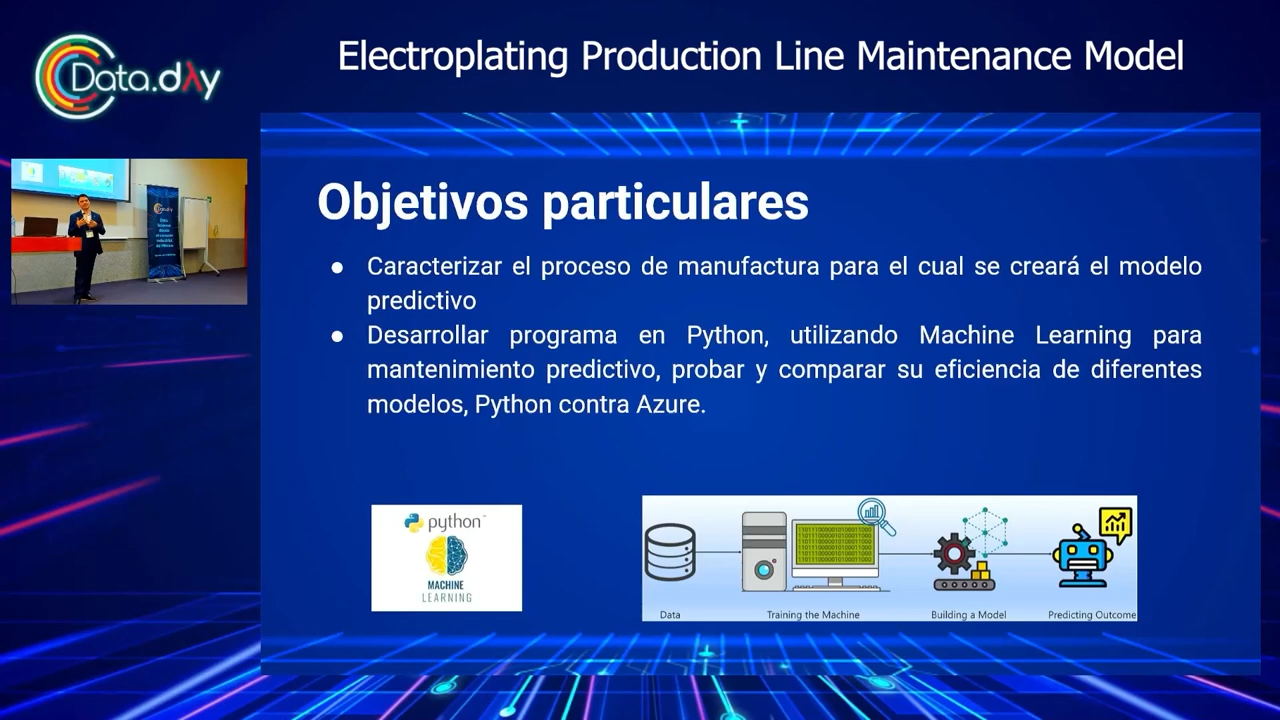 Data.dλy
Electroplating Production Line Maintenance Model
Objetivos particulares
● Caracterizar el proceso de manufactura para el cual se creará el modelo
predictivo
● Desarrollar programa en Python, utilizando Machine Learning para
mantenimiento predictivo, probar y comparar su eficiencia de diferentes
modelos, Python contra Azure.
python
MACHINE
LEARNING
Data
Training the Machine
Building a Model
Predicting Outcome